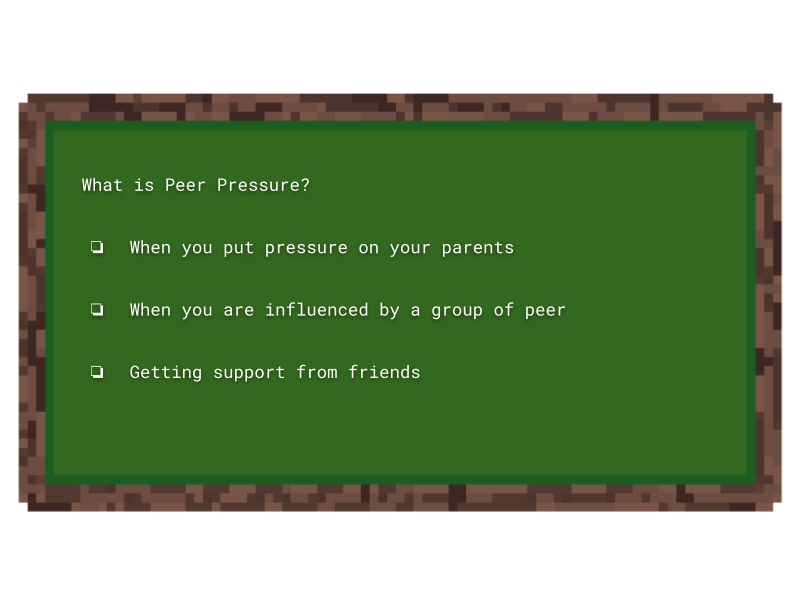 What is Peer Pressure?
❏ When you put pressure on your parents
❏ When you are influenced by a group of peer
❏ Getting support from friends